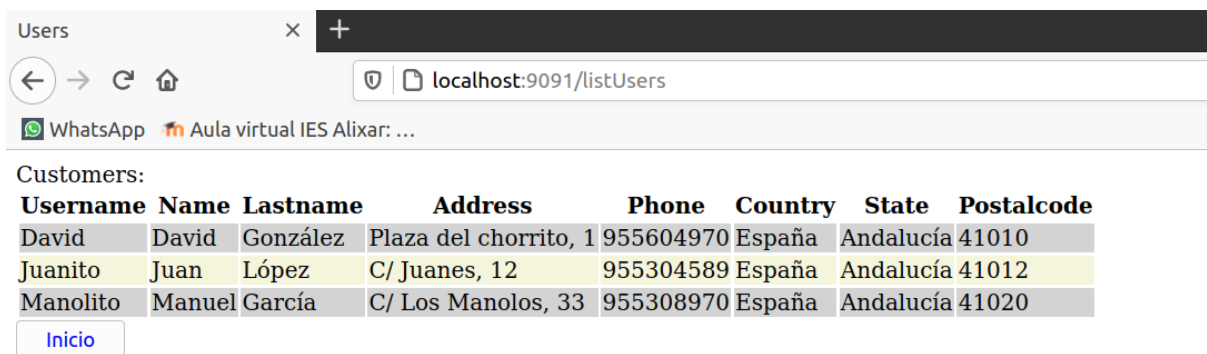 Users
localhost:9091/listUsers
WhatsApp Aula virtual IES Alixar: …
Customers:
Username Name Lastname Address Phone Country State Postalcode
David David González Plaza del chorrito, 1 955604970 España Andalucía 41010
Juanito Juan López C/ Juanes, 12 955304589 España Andalucía 41012
Manolito Manuel García C/ Los Manolos, 33 955308970 España Andalucía 41020
Inicio